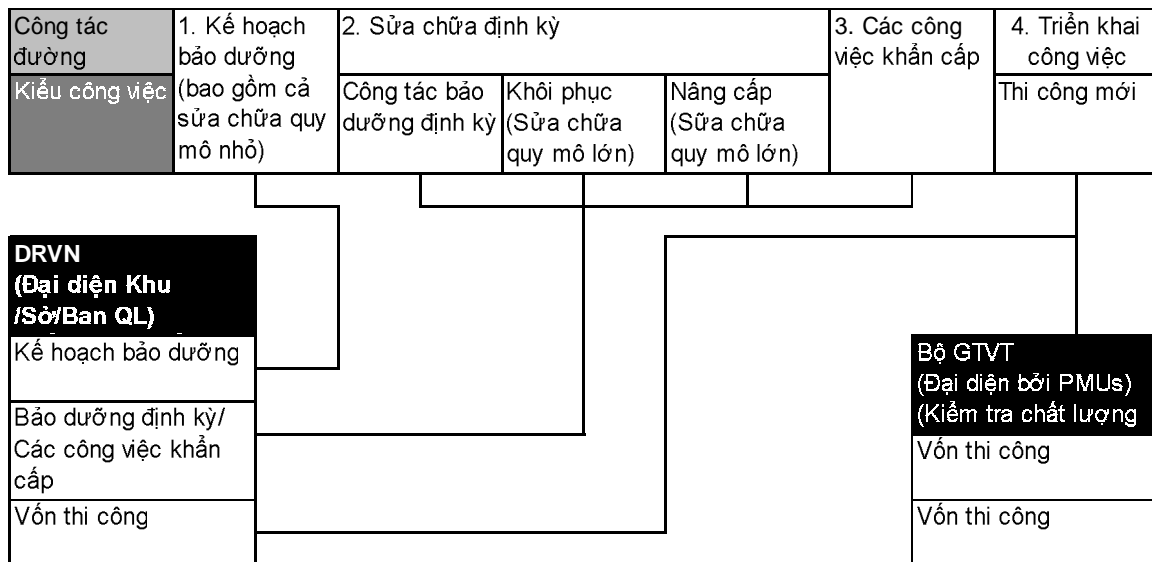 Công tác
đường
Kiểu công việc
1. Kế hoạch
bảo dưỡng
(bao gồm cả
sửa chữa quy
mô nhỏ)
2. Sửa chữa định kỳ
Công tác bảo
dưỡng định kỳ
Khôi phục
(Sửa chữa
quy mô lớn)
Nâng cấp
(Sữa chữa
quy mô lớn)
3. Các công
việc khẩn cấp
4. Triển khai
công việc
Thi công mới
DRVN
(Đại diện Khu
/Sở/Ban QL)
Kế hoạch bảo dưỡng
Bảo dưỡng định kỳ/
Các công việc khẩn
cấp
Vốn thi công
Bộ GTVT
(Đại diện bởi PMUs)
(Kiểm tra chất lượng
Vốn thi công
Vốn thi công